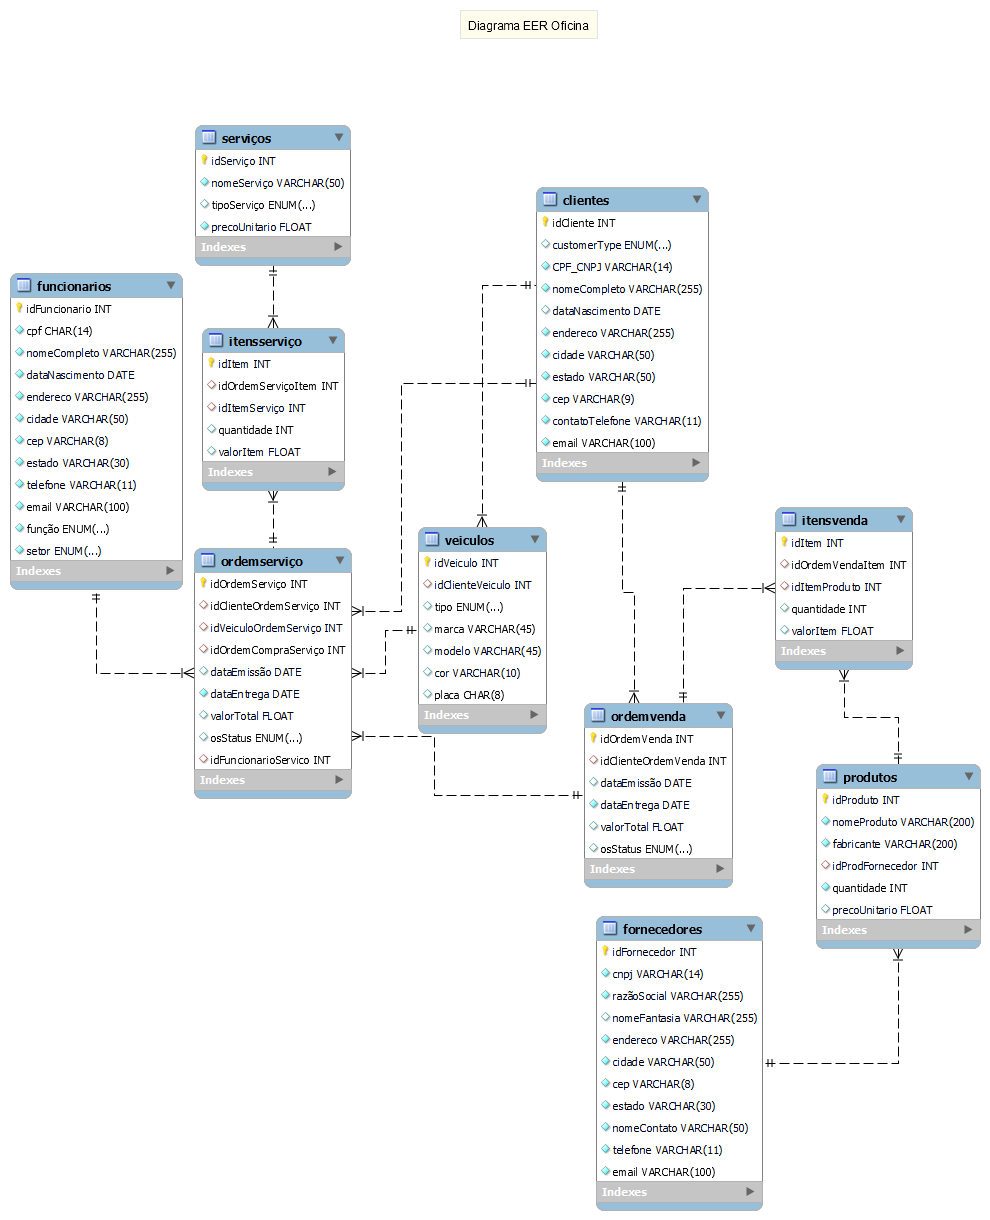 Diagrama EER Oficina
serviços
idServiço INT
nomeServiço VARCHAR(50)
tipoServiço ENUM(...)
precoUnitario FLOAT
Indexes
clientes
idCliente INT
customerType ENUM(...)
CPF_CNPJ VARCHAR(14)
nomeCompleto VARCHAR(255)
dataNascimento DATE
endereco VARCHAR(255)
cidade VARCHAR(50)
estado VARCHAR(50)
cep VARCHAR(9)
contatoTelefone VARCHAR(11)
email VARCHAR(100)
Indexes
funcionarios
idFuncionario INT
cpf CHAR(14)
nomeCompleto VARCHAR(255)
dataNascimento DATE
endereco VARCHAR(255)
cidade VARCHAR(50)
cep VARCHAR(8)
estado VARCHAR(30)
telefone VARCHAR(11)
email VARCHAR(100)
função ENUM(...)
setor ENUM(...)
Indexes
itensserviço
idItem INT
idOrdemServiçoItem INT
idItemServiço INT
quantidade INT
valorItem FLOAT
Indexes
ordemserviço
idOrdemServiço INT
idClienteOrdemServiço INT
idVeiculoOrdemServiço INT
idOrdemCompraServiço INT
dataEmissão DATE
dataEntrega DATE
valorTotal FLOAT
osStatus ENUM(...)
idFuncionarioServico INT
Indexes
veiculos
idVeiculo INT
idClienteVeiculo INT
tipo ENUM(...)
marca VARCHAR(45)
modelo VARCHAR(45)
cor VARCHAR(10)
placa CHAR(8)
Indexes
itensvenda
idItem INT
idOrdemVendaItem INT
idItemProduto INT
quantidade INT
valorItem FLOAT
Indexes
ordemvenda
idOrdemVenda INT
idClienteOrdemVenda INT
dataEmissão DATE
dataEntrega DATE
valorTotal FLOAT
osStatus ENUM(...)
Indexes
produtos
idProduto INT
nomeProduto VARCHAR(200)
fabricante VARCHAR(200)
idProdFornecedor INT
quantidade INT
precoUnitario FLOAT
Indexes
fornecedores
idFornecedor INT
cnpj VARCHAR(14)
razãoSocial VARCHAR(255)
nomeFantasia VARCHAR(255)
endereco VARCHAR(255)
cidade VARCHAR(50)
cep VARCHAR(8)
estado VARCHAR(30)
nomeContato VARCHAR(50)
telefone VARCHAR(11)
email VARCHAR(100)
Indexes